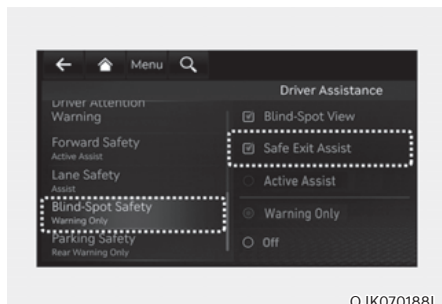 Menu
Driver Assistance
Driver Attention
Warning
Forward Safety
Active Assist
Lane Safety
Assist
Blind-Spot Safety
Warning Only
Parking Safety
Rear Warning Only
Blind-Spot View
Safe Exit Assist
Active Assist
Warning Only
Off
OJK070188L